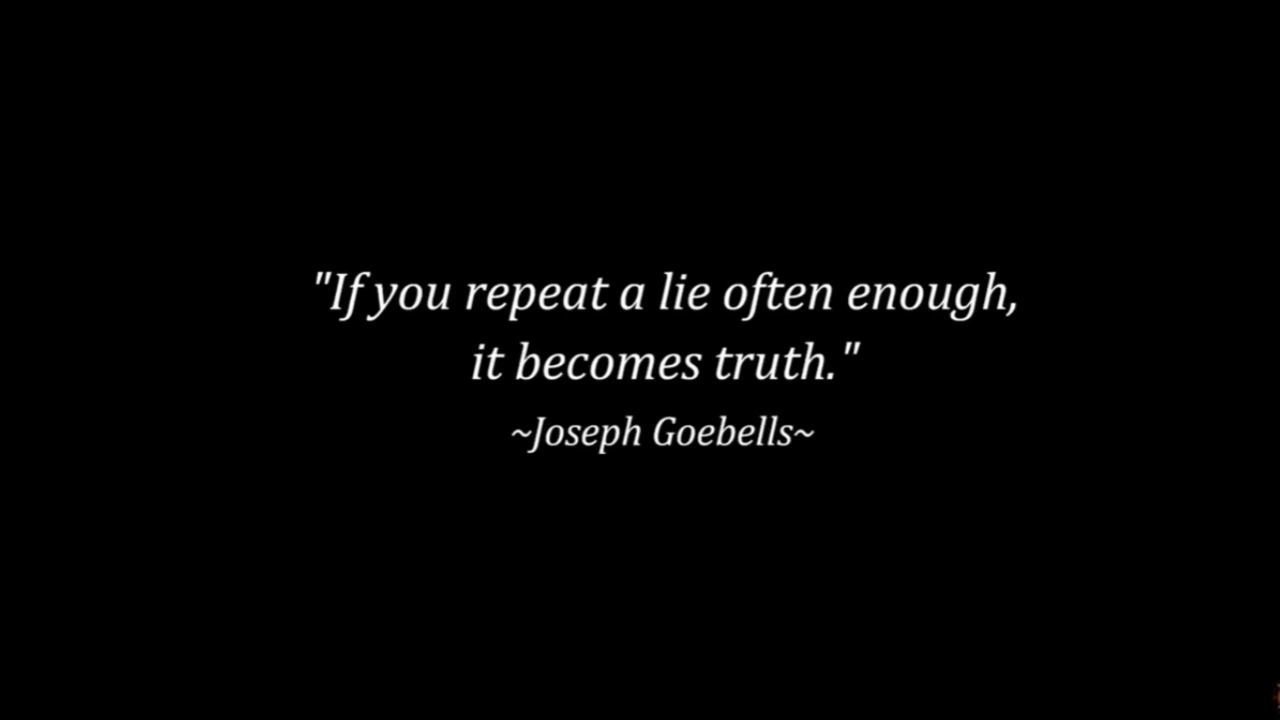 "If you repeat a lie often enough,
it becomes truth."
~Joseph Goebells~